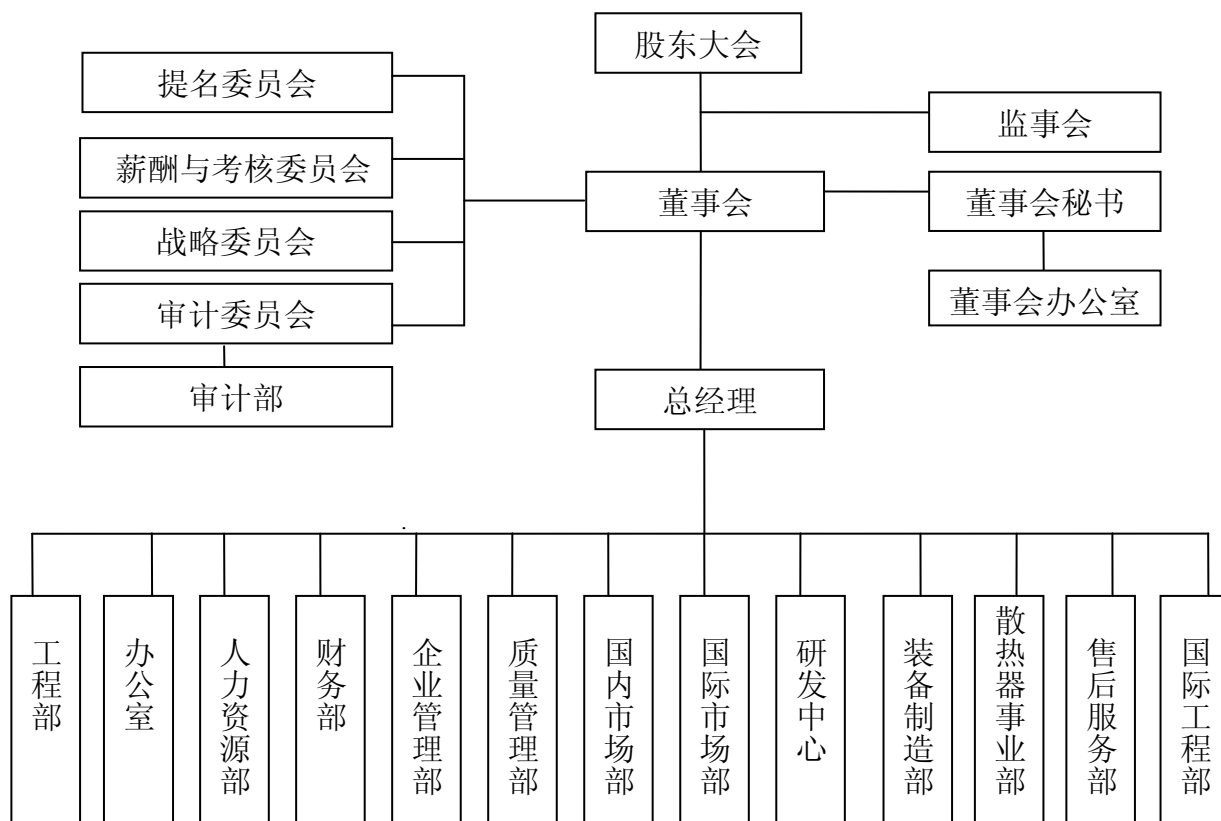 股东大会
提名委员会
监事会
薪酬与考核委员会
董事会
董事会秘书
战略委员会
审计委员会
董事会办公室
审计部
总经理
工程部
办公室
人力资源部
财务部
企业管理部
质量管理部
国内市场部
国际市场部
研发中心
装备制造部
散热器事业部
售后服务部
国际工程部